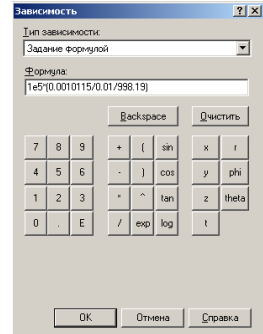 Зависимость ? ×
Тип зависимости:
Задание формулой
Формула:
1e5*(0.0010115/0.01/998.19)
Backspace Очистить
7 8 9 + ( sin x r
4 5 6 - ) cos y phi
1 2 3 * ^ tan z theta
0 . E / exp log t
OK Отмена Справка